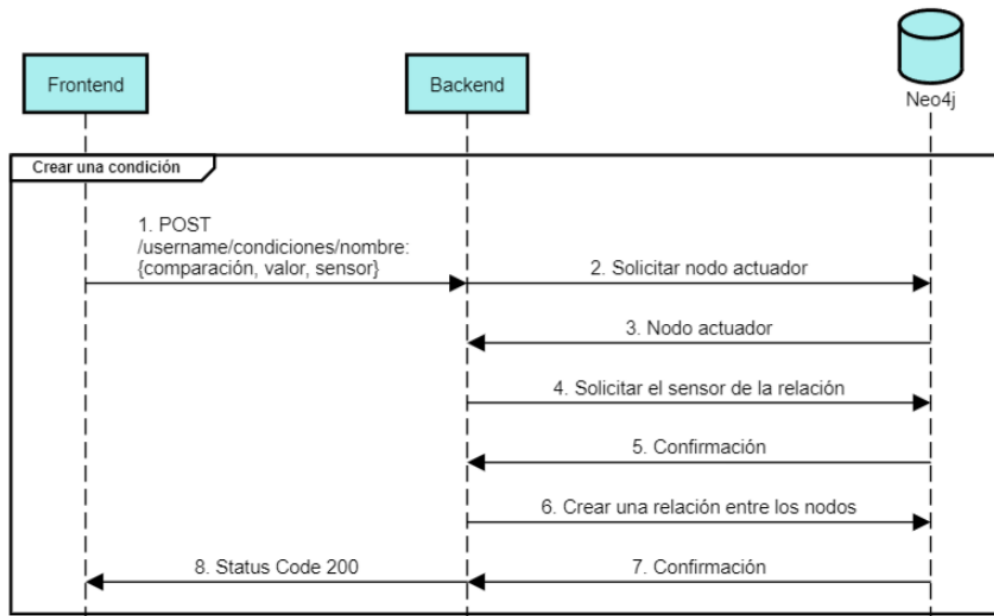 Frontend
Backend
Neo4j
Crear una condición
1. POST
/username/condiciones/nombre:
{comparación, valor, sensor}
2. Solicitar nodo actuador
3. Nodo actuador
4. Solicitar el sensor de la relación
5. Confirmación
6. Crear una relación entre los nodos
8. Status Code 200
7. Confirmación